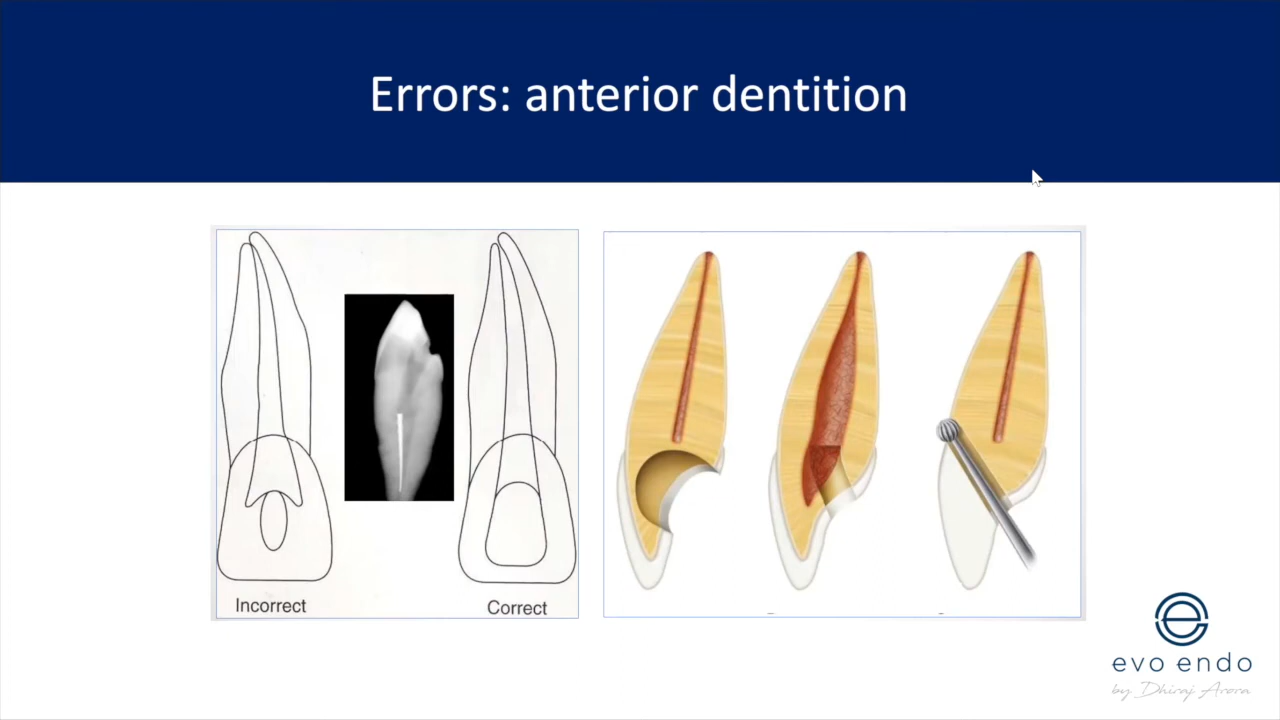 Errors: anterior dentition
Incorrect
Correct
evo endo
by Dhiraj Arora